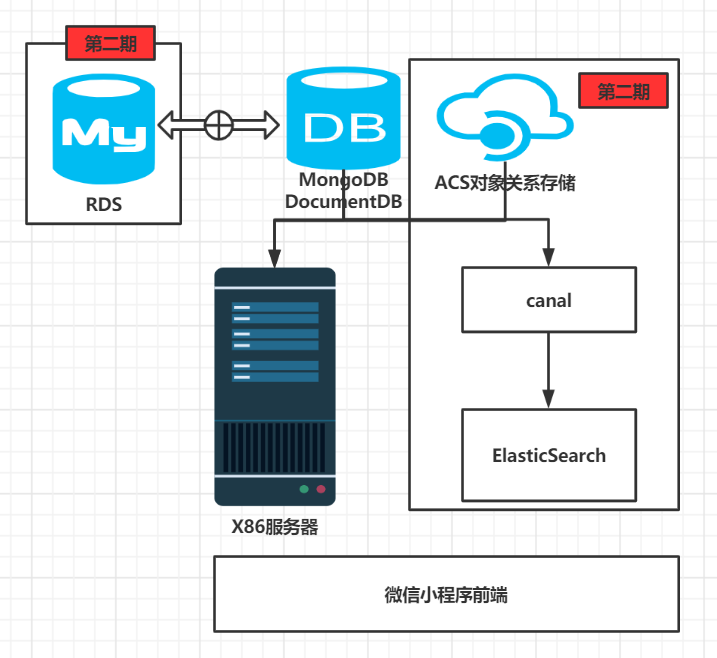 第二期
My
RDS
DB
MongoDB
DocumentDB
第二期
ACS对象关系存储
canal
ElasticSearch
X86服务器
微信小程序前端